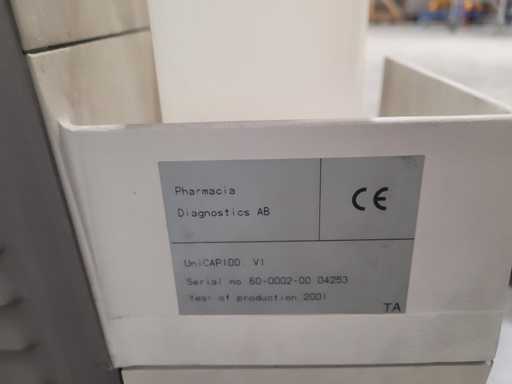 Pharmacia
Diagnostics AB
CE
UniCAP100 V1
Serial no 60-0002-00 04253
Year of production 2001
TA